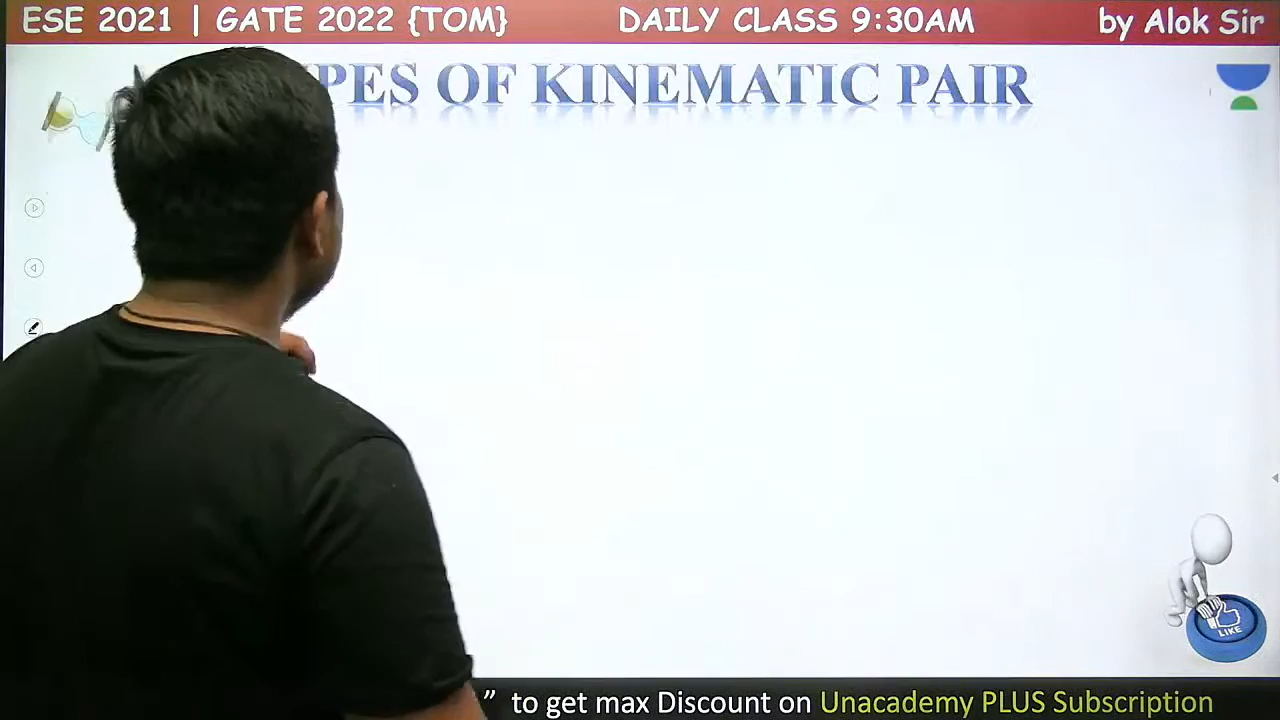 ESE 2021 | GATE 2022 {TOM} DAILY CLASS 9:30AM by Alok Sir
OF KINEMATIC PAIR
LIKE
” to get max Discount on Unacademy PLUS Subscription